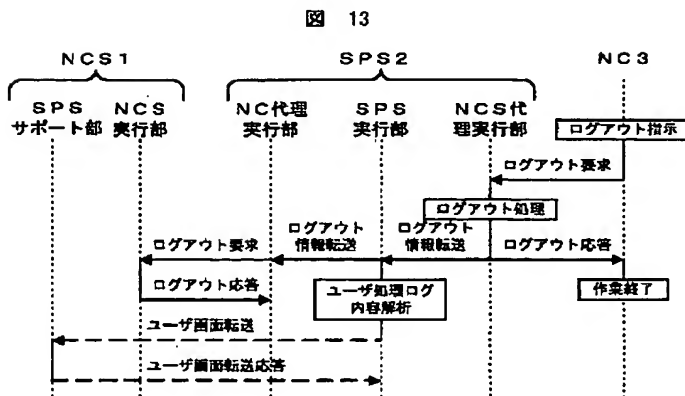 図 13
NCS1
SPS2
NC3
SPS
サポート部
NCS
実行部
NC代理
実行部
SPS
実行部
NCS代
理実行部
ログアウト指示
ログアウト要求
ログアウト処理
ログアウト要求
ログアウト
情報転送
ログアウト
情報転送
ログアウト応答
ログアウト応答
ユーザ処理ログ
内容解析
作業終了
ユーザ画面転送
ユーザ画面転送応答